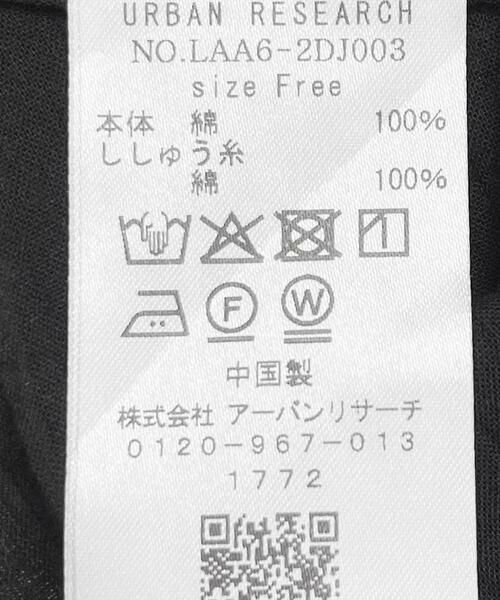 URBAN RESEARCH
NO.LAA6-2DJ003
size Free
本体 綿 100%
ししゅう糸
綿 100%
F W
中国製
株式会社 アーバンリサーチ
0120-967-013
1772